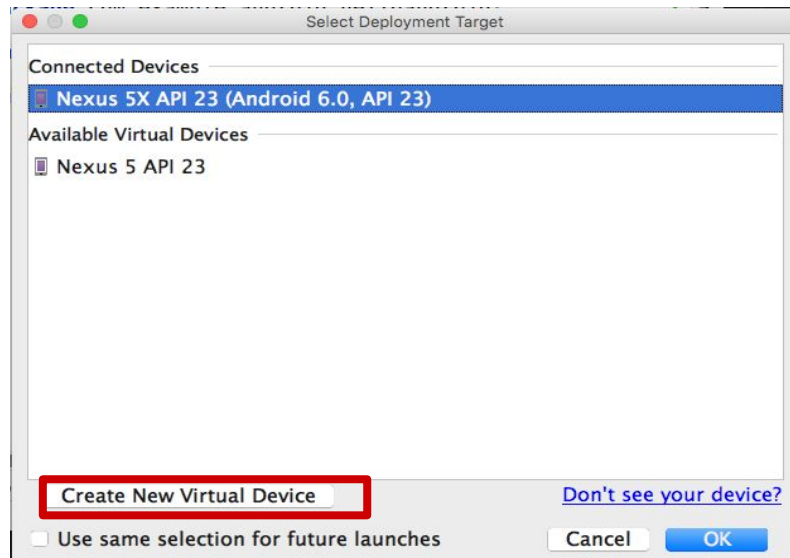 Select Deployment Target
Connected Devices
Nexus 5X API 23 (Android 6.0, API 23)
Available Virtual Devices
Nexus 5 API 23
Create New Virtual Device
Don't see your device?
Use same selection for future launches
Cancel
OK